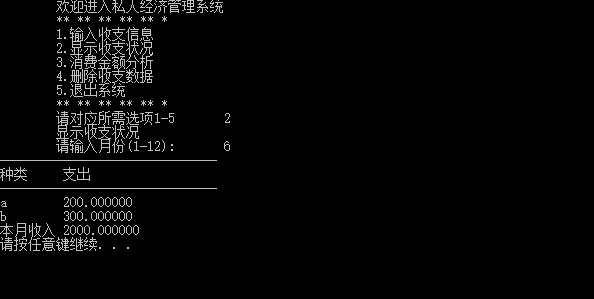 欢迎进入私人经济管理系统
** ** ** ** ** *
1.输入收支信息
2.显示收支状况
3.消费金额分析
4.删除收支数据
5.退出系统
** ** ** ** ** *
请对应所需选项1-5 2
显示收支状况
请输入月份(1-12): 6
种类 支出
a 200.000000
b 300.000000
本月收入 2000.000000
请按任意键继续. . .